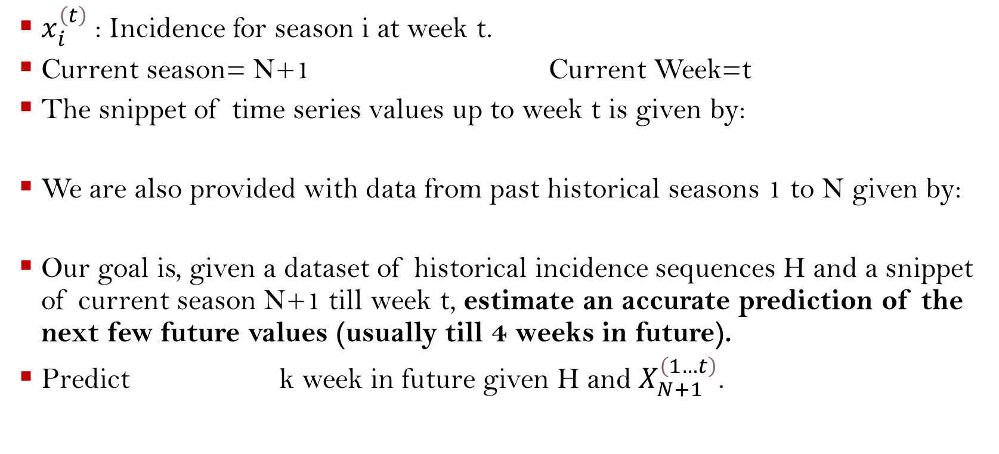 ▪ x_i^(t) : Incidence for season i at week t.
▪ Current season= N+1 Current Week=t
▪ The snippet of time series values up to week t is given by:
▪ We are also provided with data from past historical seasons 1 to N given by:
▪ Our goal is, given a dataset of historical incidence sequences H and a snippet
of current season N+1 till week t, estimate an accurate prediction of the
next few future values (usually till 4 weeks in future).
▪ Predict k week in future given H and X_{N+1}^(1…t).